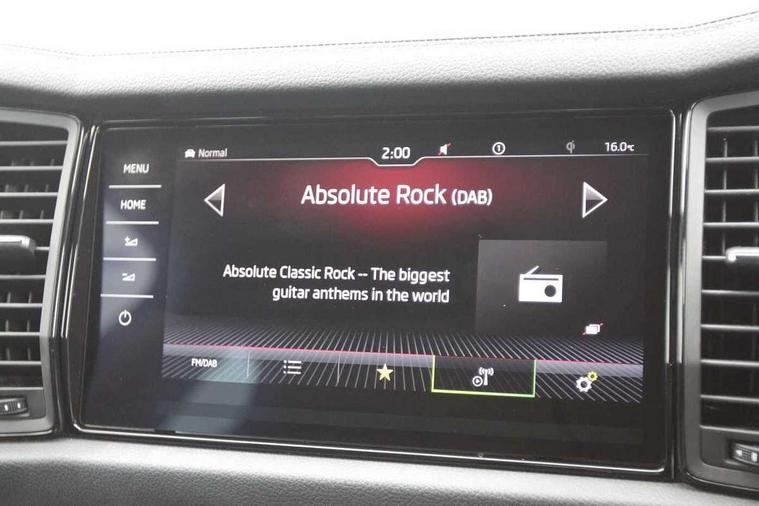 MENU
HOME
Normal
2:00
1
16.0°C
Absolute Rock (DAB)
Absolute Classic Rock -- The biggest
guitar anthems in the world
FM/DAB